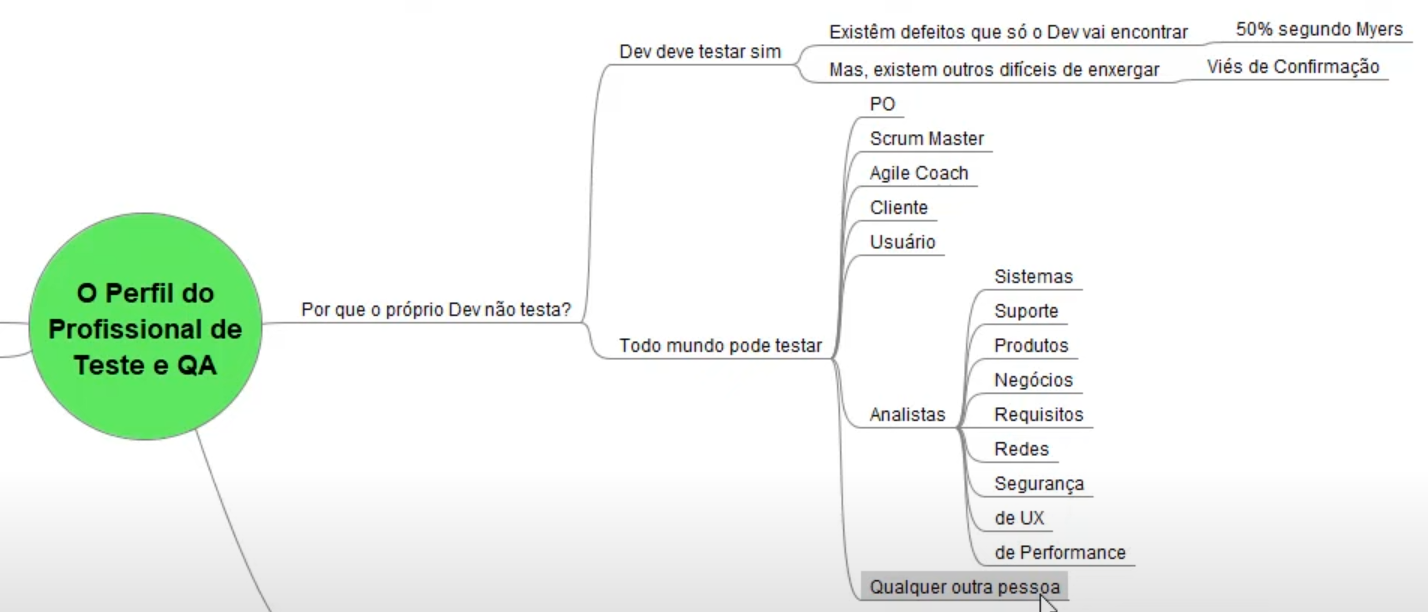 O Perfil do
Profissional de
Teste e QA
Por que o próprio Dev não testa?
Dev deve testar sim
Existêm defeitos que só o Dev vai encontrar
50% segundo Myers
Mas, existem outros difíceis de enxergar
Viés de Confirmação
Todo mundo pode testar
PO
Scrum Master
Agile Coach
Cliente
Usuário
Analistas
Sistemas
Suporte
Produtos
Negócios
Requisitos
Redes
Segurança
de UX
de Performance
Qualquer outra pessoa